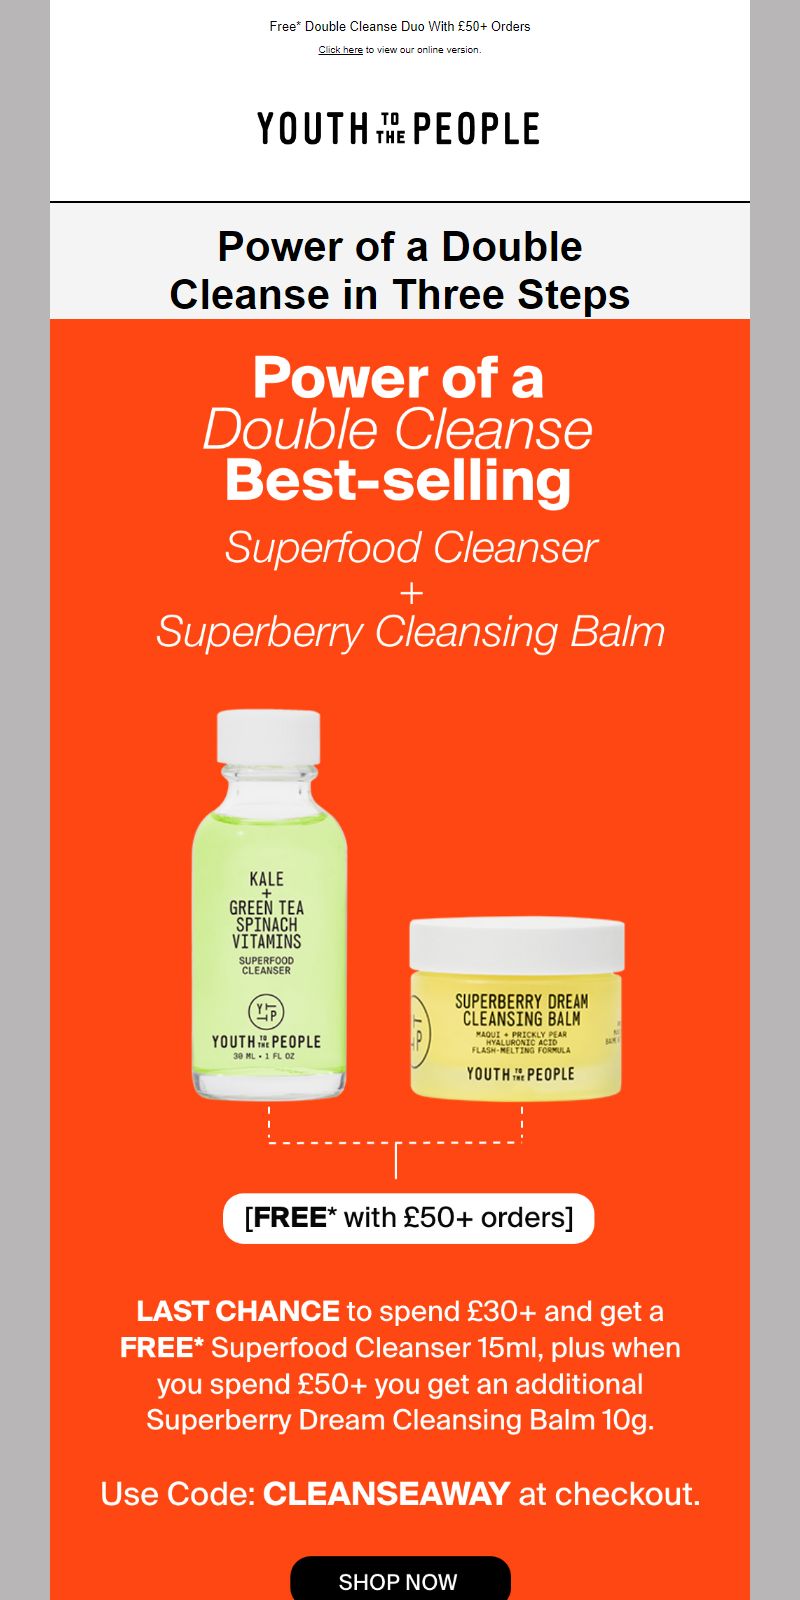 Free* Double Cleanse Duo With £50+ Orders
Click here to view our online version.
YOUTH TO THE PEOPLE
Power of a Double
Cleanse in Three Steps
Power of a
Double Cleanse
Best-selling
Superfood Cleanser
+
Superberry Cleansing Balm
KALE
+
GREEN TEA
SPINACH
VITAMINS
SUPERFOOD
CLEANSER
YTTP
YOUTH TO THE PEOPLE
30 ML • 1 FL OZ
SUPERBERRY DREAM
CLEANSING BALM
MAQUI + PRICKLY PEAR
HYALURONIC ACID
FLASH-MELTING FORMULA
YOUTH TO THE PEOPLE
[FREE* with £50+ orders]
LAST CHANCE to spend £30+ and get a
FREE* Superfood Cleanser 15ml, plus when
you spend £50+ you get an additional
Superberry Dream Cleansing Balm 10g.
Use Code: CLEANSEAWAY at checkout.
SHOP NOW